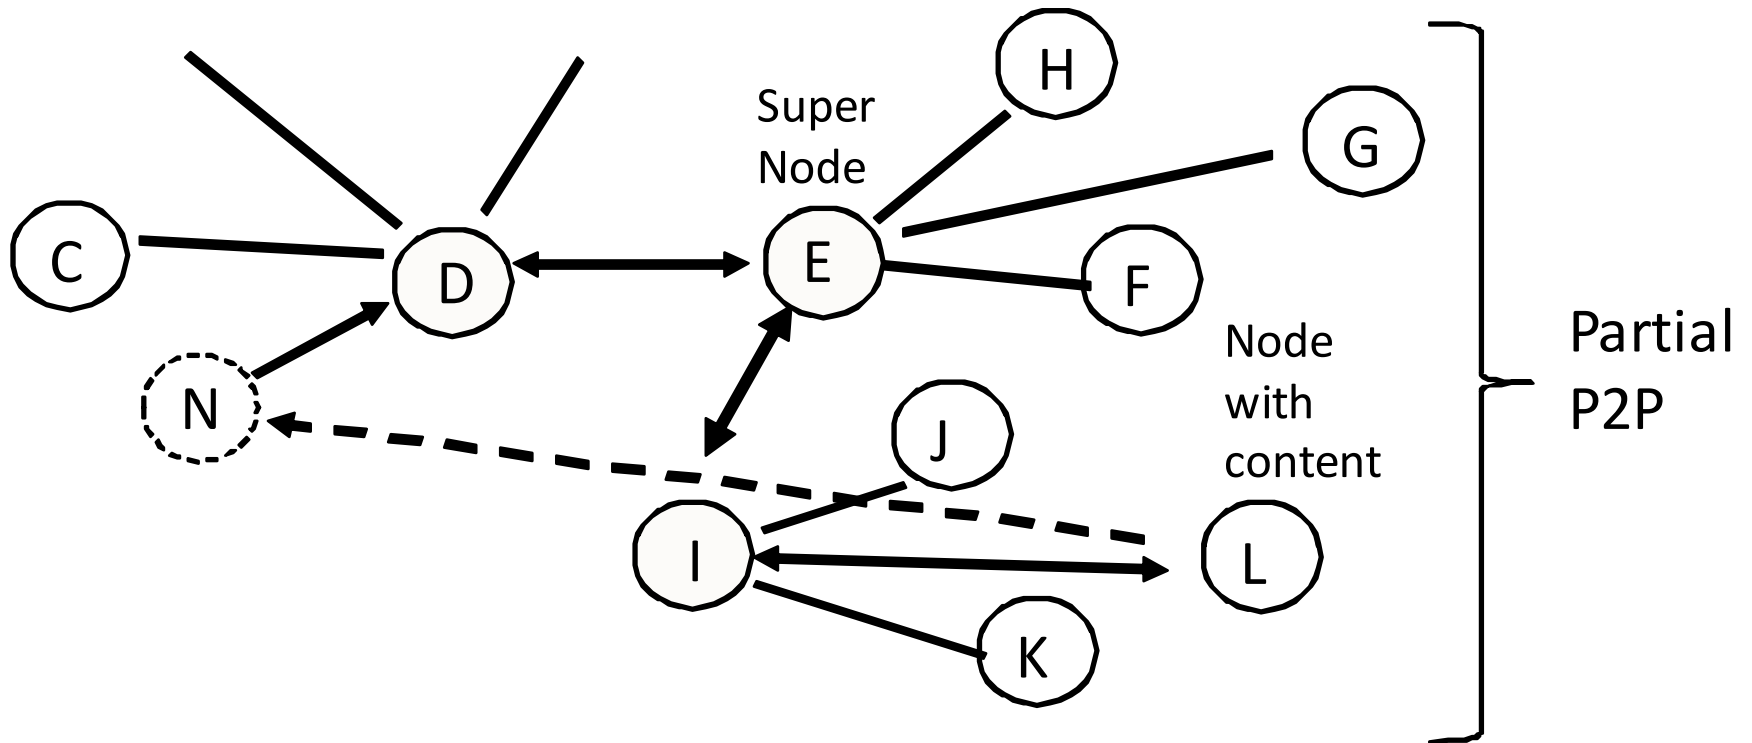 H
Super
Node
G
C
D
E
F
Node
with
content
Partial
P2P
N
J
I
L
K